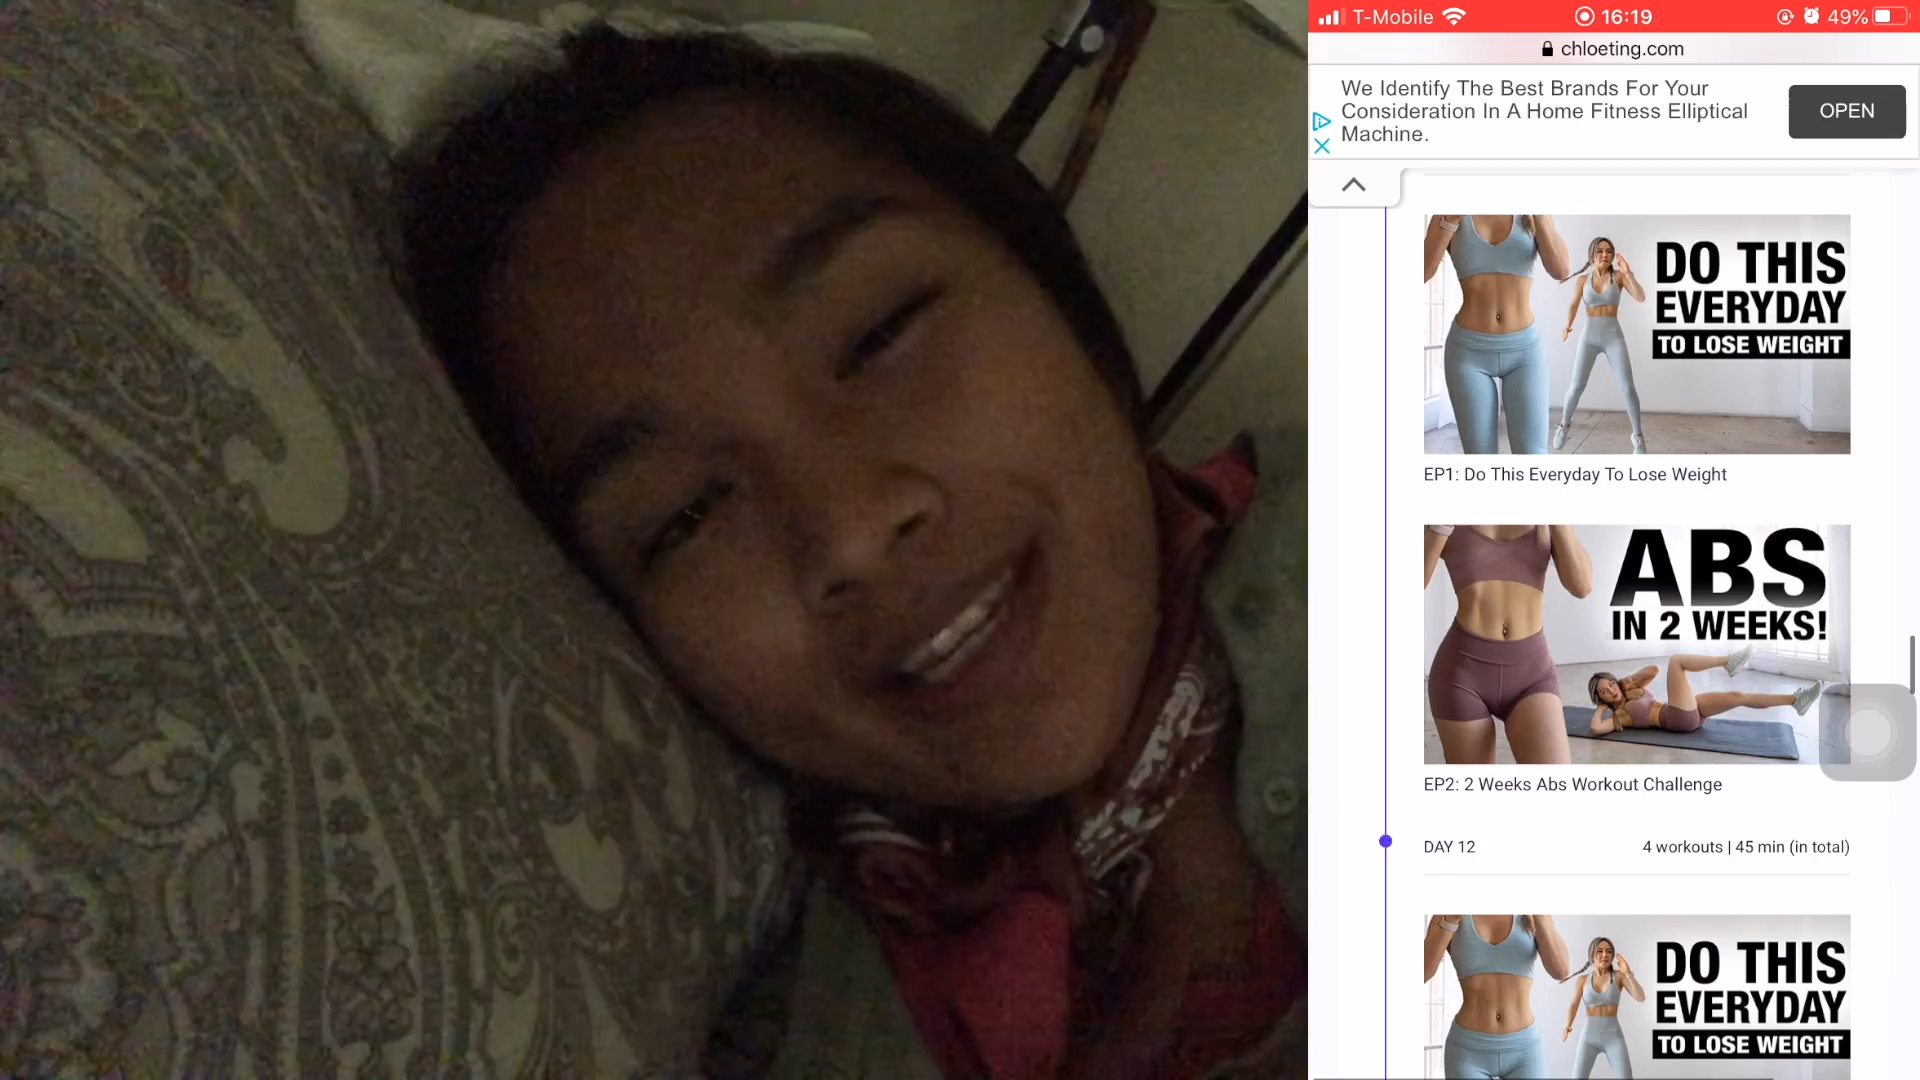 T-Mobile 16:19 49%
chloeting.com
We Identify The Best Brands For Your
Consideration In A Home Fitness Elliptical
Machine.
OPEN
DO THIS
EVERYDAY
TO LOSE WEIGHT
EP1: Do This Everyday To Lose Weight
ABS
IN 2 WEEKS!
EP2: 2 Weeks Abs Workout Challenge
DAY 12 4 workouts | 45 min (in total)
DO THIS
EVERYDAY
TO LOSE WEIGHT